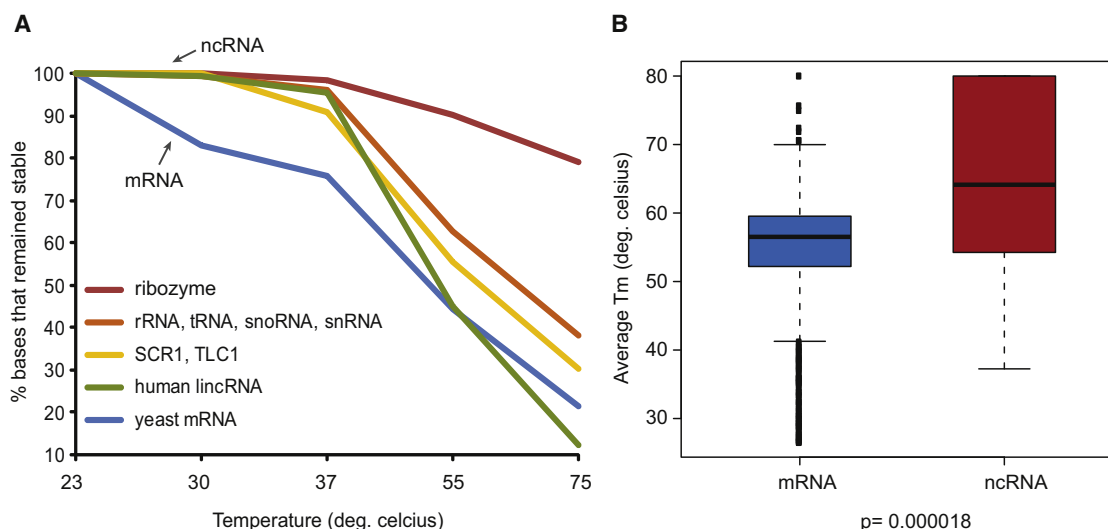 A
ncRNA
mRNA
% bases that remained stable
100
90
80
70
60
50
40
30
20
10
ribozyme
rRNA, tRNA, snoRNA, snRNA
SCR1, TLC1
human lincRNA
yeast mRNA
23 30 37 55 75
Temperature (deg. celcius)
B
Average Tm (deg. celsius)
80
70
60
50
40
30
mRNA ncRNA
p= 0.000018